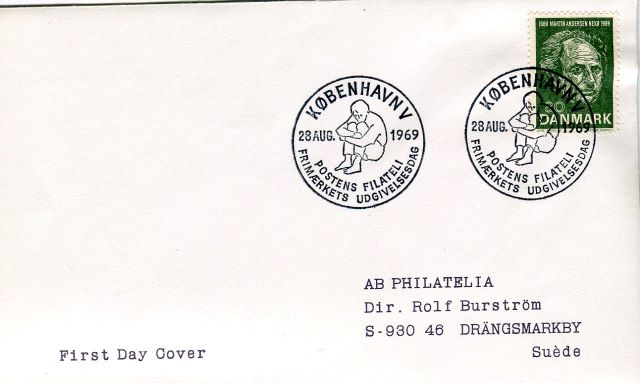 1869 MARTIN ANDERSEN NEXØ 1969
DANMARK
KØBENHAVN V
28 AUG. 1969
POSTENS FILATELI
FRIMÆRKETS UDGIVELSESDAG
KØBENHAVN V
28 AUG. 1969
POSTENS FILATELI
FRIMÆRKETS UDGIVELSESDAG
AB PHILATELIA
Dir. Rolf Burström
S-930 46 DRÄNGSMARKBY
Suède
First Day Cover